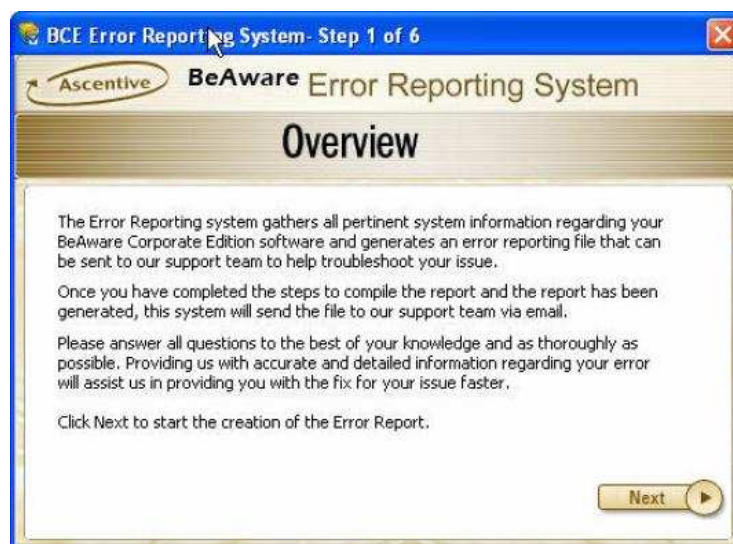 BCE Error Reporting System- Step 1 of 6
Ascentive BeAware Error Reporting System
Overview
The Error Reporting system gathers all pertinent system information regarding your
BeAware Corporate Edition software and generates an error reporting file that can
be sent to our support team to help troubleshoot your issue.
Once you have completed the steps to compile the report and the report has been
generated, this system will send the file to our support team via email.
Please answer all questions to the best of your knowledge and as thoroughly as
possible. Providing us with accurate and detailed information regarding your error
will assist us in providing you with the fix for your issue faster.
Click Next to start the creation of the Error Report.
Next